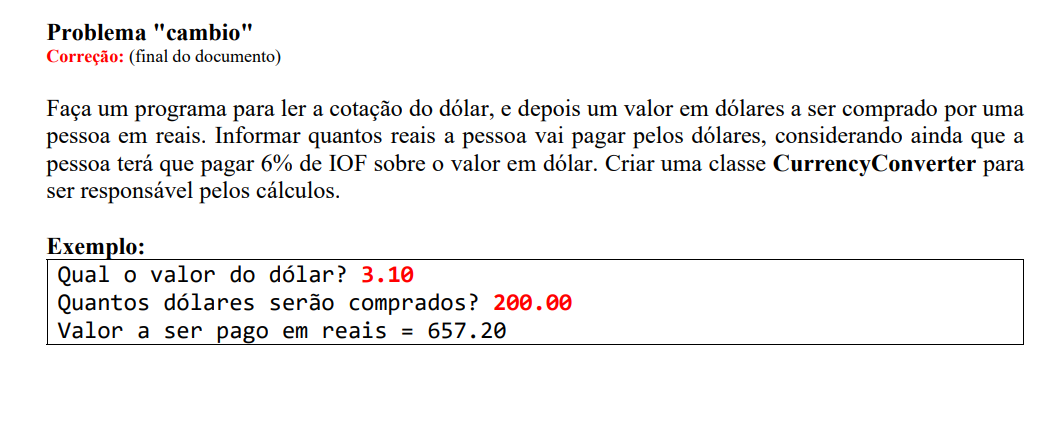 Problema "cambio"
Correção: (final do documento)
Faça um programa para ler a cotação do dólar, e depois um valor em dólares a ser comprado por uma
pessoa em reais. Informar quantos reais a pessoa vai pagar pelos dólares, considerando ainda que a
pessoa terá que pagar 6% de IOF sobre o valor em dólar. Criar uma classe CurrencyConverter para
ser responsável pelos cálculos.
Exemplo:
Qual o valor do dólar? 3.10
Quantos dólares serão comprados? 200.00
Valor a ser pago em reais = 657.20